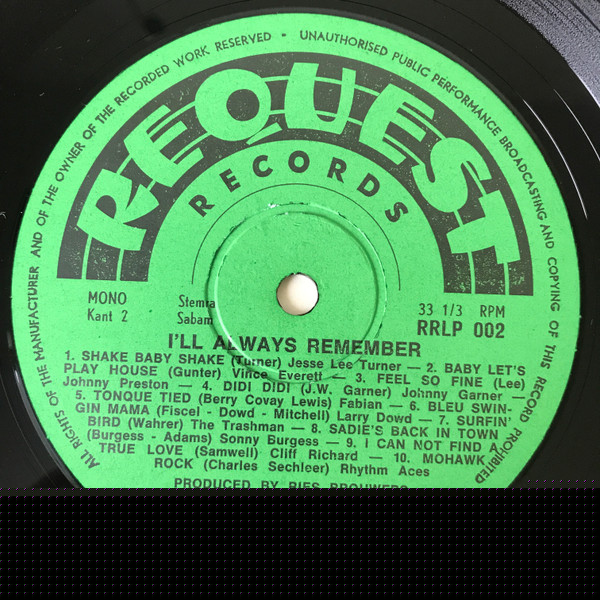 ALL RIGHTS OF THE MANUFACTURER AND OF THE OWNER OF THE RECORDED WORK RESERVED • UNAUTHORISED PUBLIC PERFORMANCE BROADCASTING AND COPYING OF THIS RECORD PROHIBITED
REQUEST
RECORDS
MONO
Kant 2
Stemra
Sabam
33 1/3 RPM
RRLP 002
I'LL ALWAYS REMEMBER
1. SHAKE BABY SHAKE (Turner) Jesse Lee Turner — 2. BABY LET'S
PLAY HOUSE (Gunter) Vince Everett — 3. FEEL SO FINE (Lee)
Johnny Preston — 4. DIDI DIDI (J.W. Garner) Johnny Garner —
5. TONQUE TIED (Berry Covay Lewis) Fabian — 6. BLEU SWIN-
GIN MAMA (Fiscel - Dowd - Mitchell) Larry Dowd — 7. SURFIN'
BIRD (Wahrer) The Trashman — 8. SADIE'S BACK IN TOWN
(Burgess - Adams) Sonny Burgess — 9. I CAN NOT FIND A
TRUE LOVE (Samwell) Cliff Richard — 10. MOHAWK
ROCK (Charles Sechleer) Rhythm Aces
PRODUCED BY RIES BROUWERS